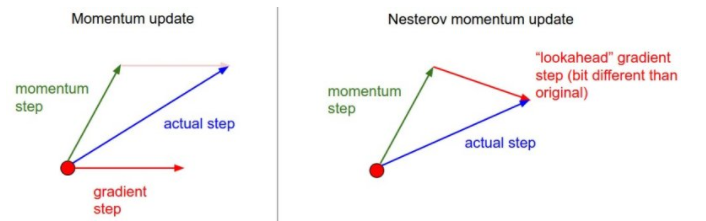 Momentum update
momentum
step
actual step
gradient
step
Nesterov momentum update
momentum
step
“lookahead” gradient
step (bit different than
original)
actual step